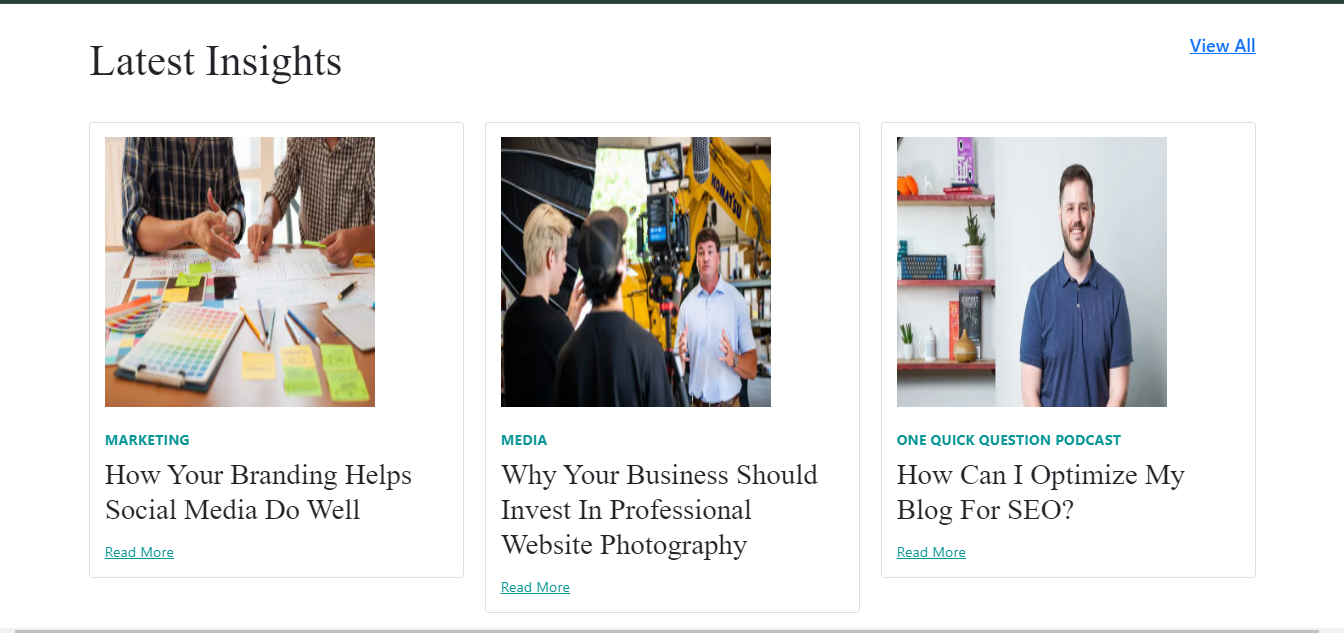 Latest Insights
View All
KOMATSU
EXPERT
MARKETING
How Your Branding Helps
Social Media Do Well
Read More
MEDIA
Why Your Business Should
Invest In Professional
Website Photography
Read More
ONE QUICK QUESTION PODCAST
How Can I Optimize My
Blog For SEO?
Read More